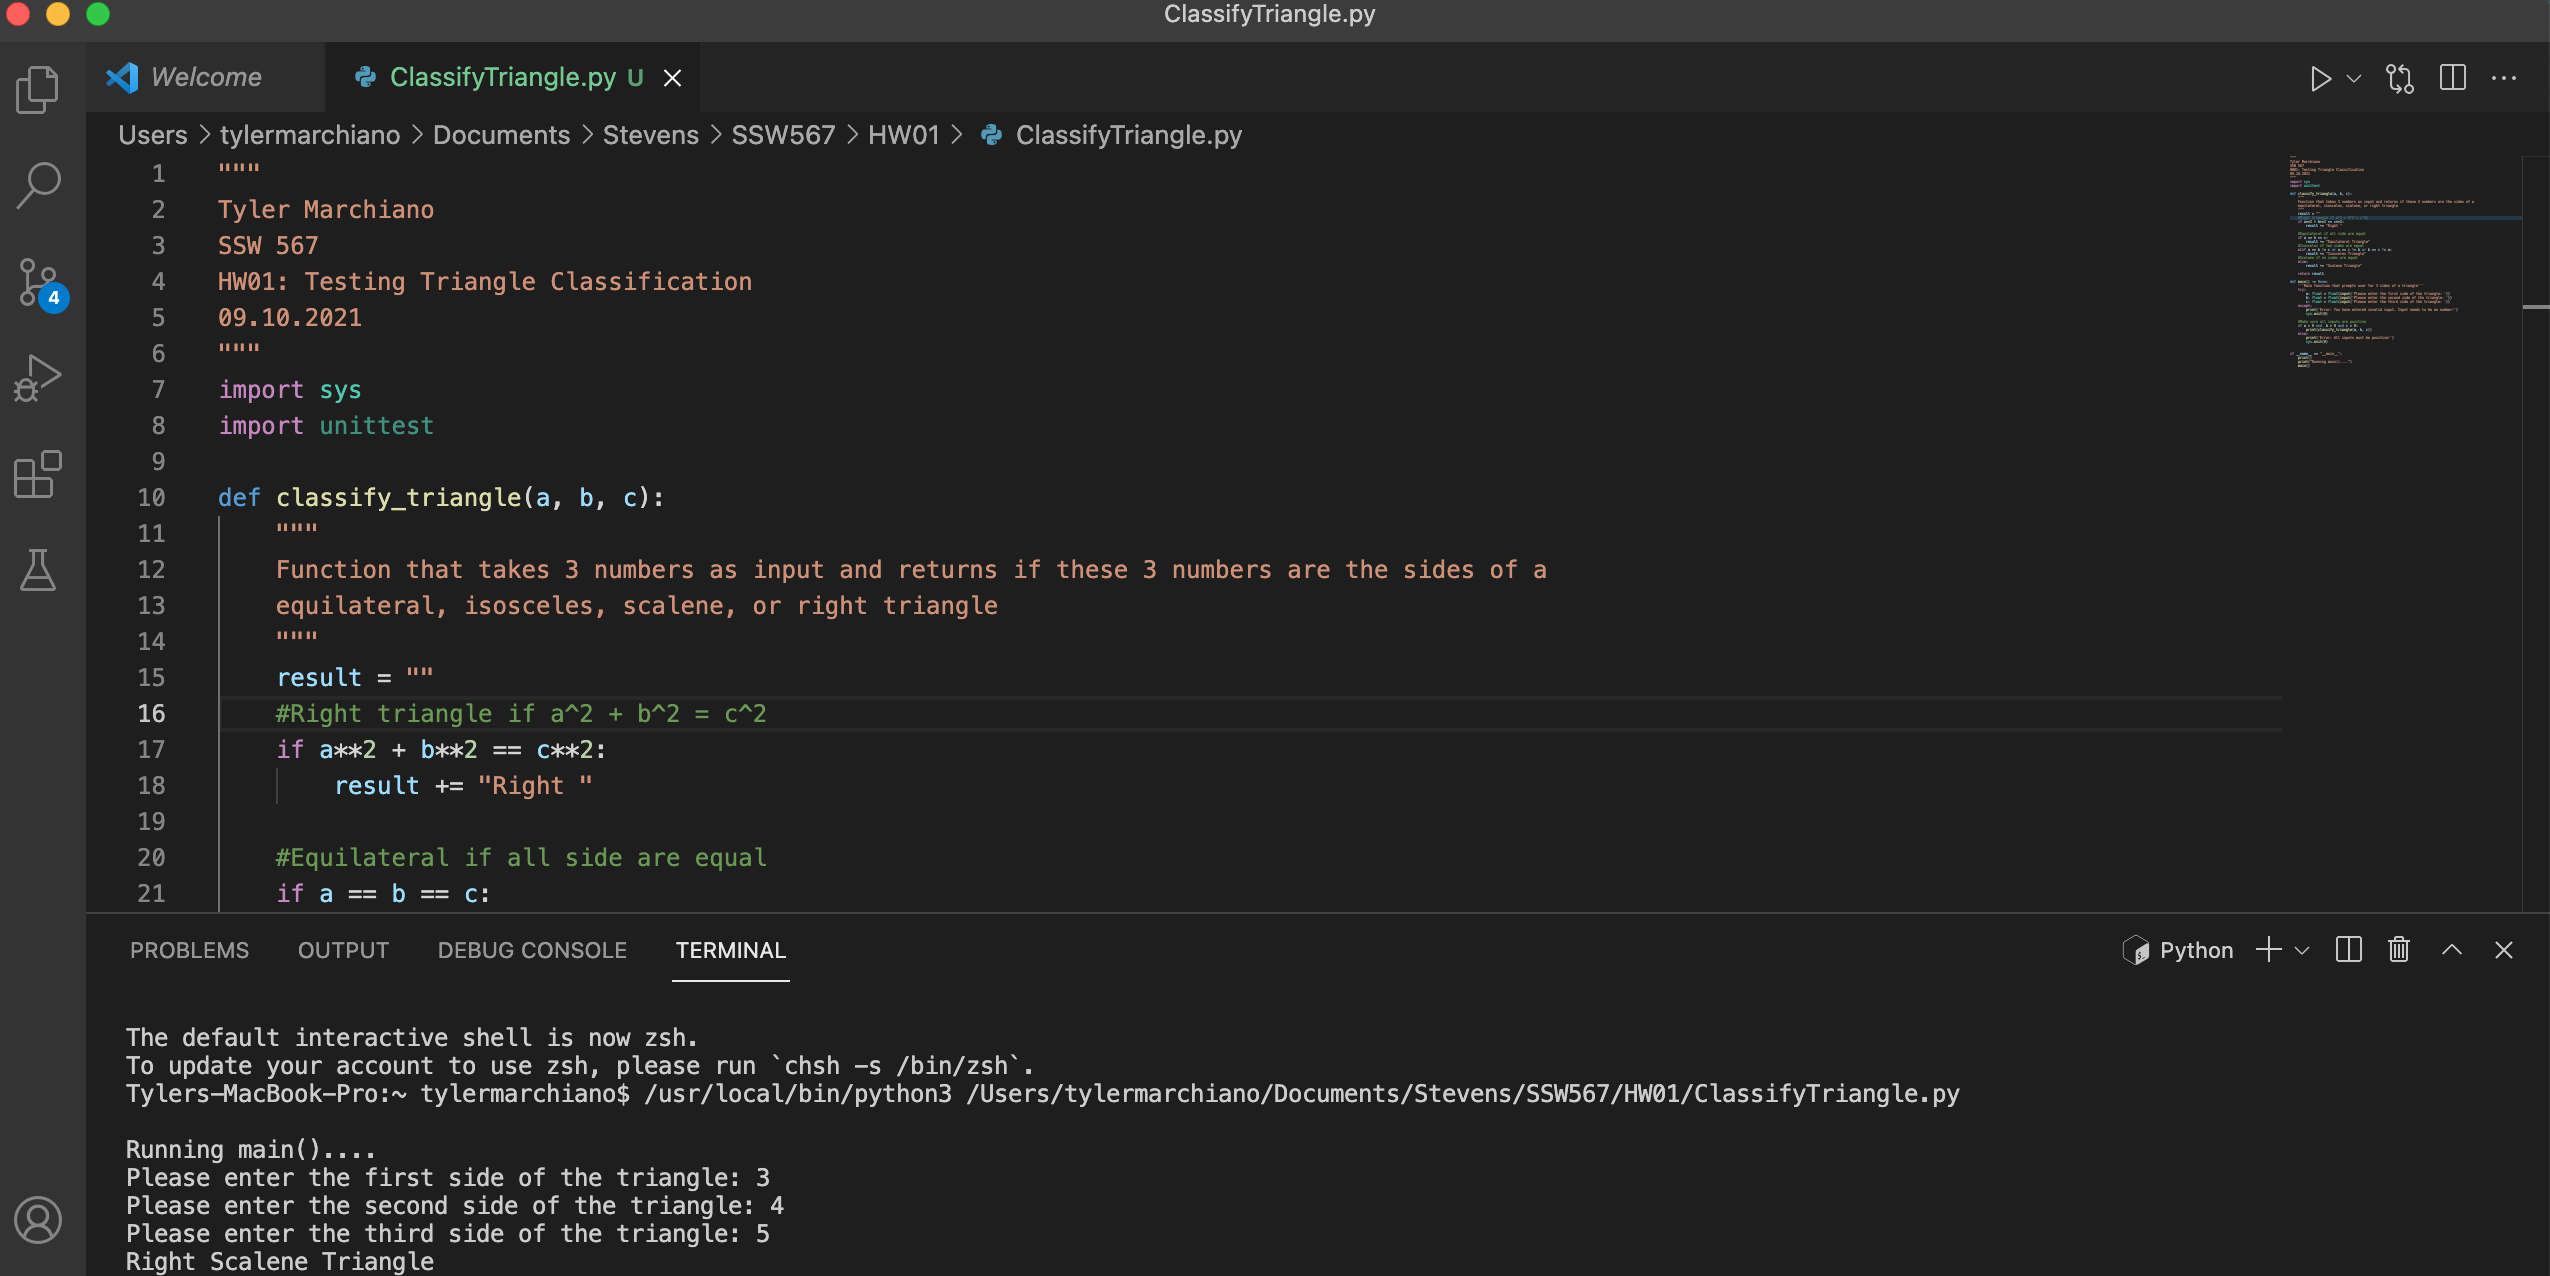 ClassifyTriangle.py
Welcome
ClassifyTriangle.py U
Users > tylermarchiano > Documents > Stevens > SSW567 > HW01 > ClassifyTriangle.py
1 """
2 Tyler Marchiano
3 SSW 567
4 HW01: Testing Triangle Classification
5 09.10.2021
6 """
7 import sys
8 import unittest
9
10 def classify_triangle(a, b, c):
11 """
12 Function that takes 3 numbers as input and returns if these 3 numbers are the sides of a
13 equilateral, isosceles, scalene, or right triangle
14 """
15 result = ""
16 #Right triangle if a^2 + b^2 = c^2
17 if a**2 + b**2 == c**2:
18 result += "Right "
19
20 #Equilateral if all side are equal
21 if a == b == c:
4
PROBLEMS OUTPUT DEBUG CONSOLE TERMINAL
Python
The default interactive shell is now zsh.
To update your account to use zsh, please run `chsh -s /bin/zsh`.
Tylers-MacBook-Pro:~ tylermarchiano$ /usr/local/bin/python3 /Users/tylermarchiano/Documents/Stevens/SSW567/HW01/ClassifyTriangle.py
Running main()....
Please enter the first side of the triangle: 3
Please enter the second side of the triangle: 4
Please enter the third side of the triangle: 5
Right Scalene Triangle